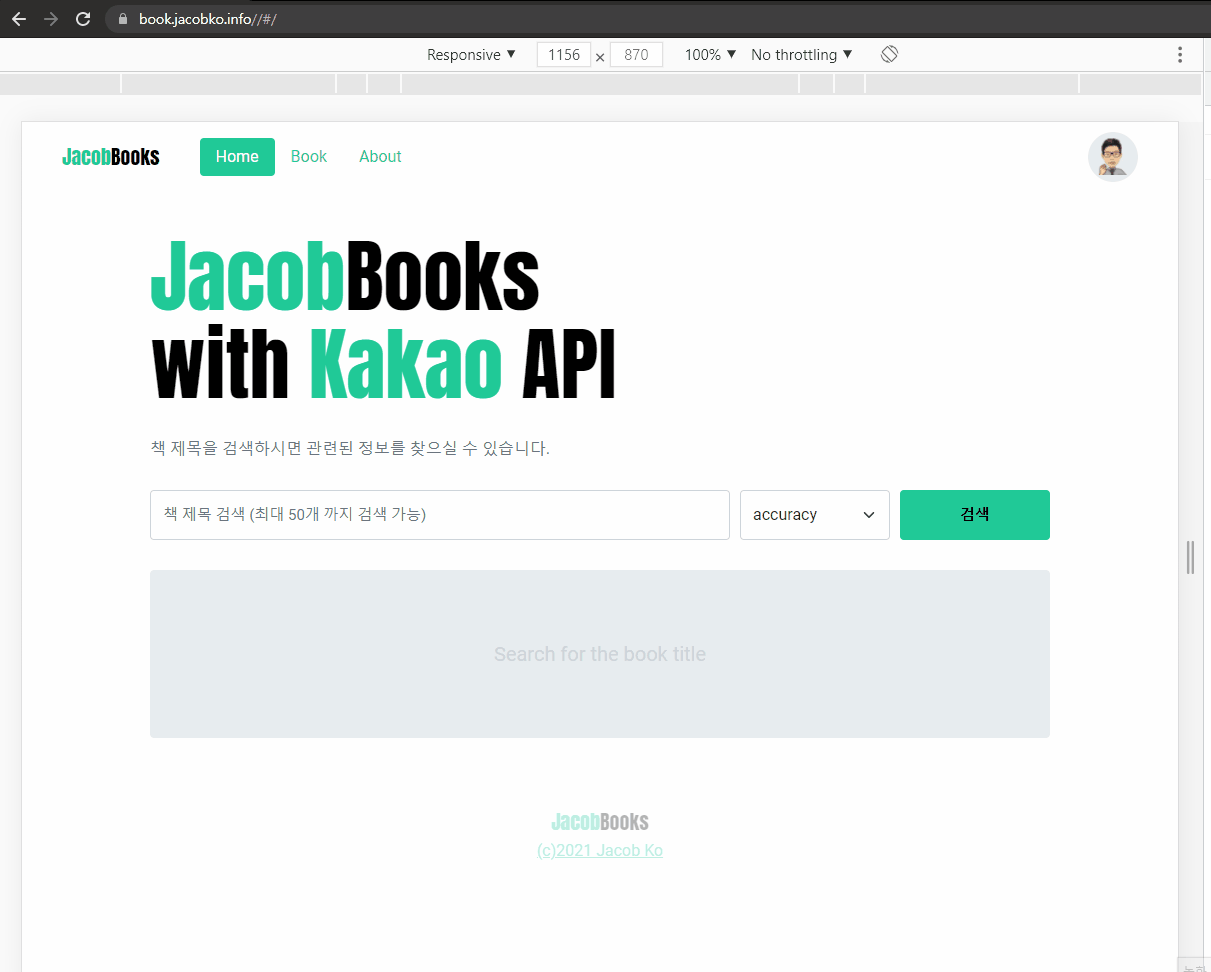 book.jacobko.info//#/
Responsive ▼ 1156 × 870 100% ▼ No throttling ▼
JacobBooks Home Book About
JacobBooks
with Kakao API
책 제목을 검색하시면 관련된 정보를 찾으실 수 있습니다.
책 제목 검색 (최대 50개 까지 검색 가능) accuracy 검색
Search for the book title
JacobBooks
(c)2021 Jacob Ko